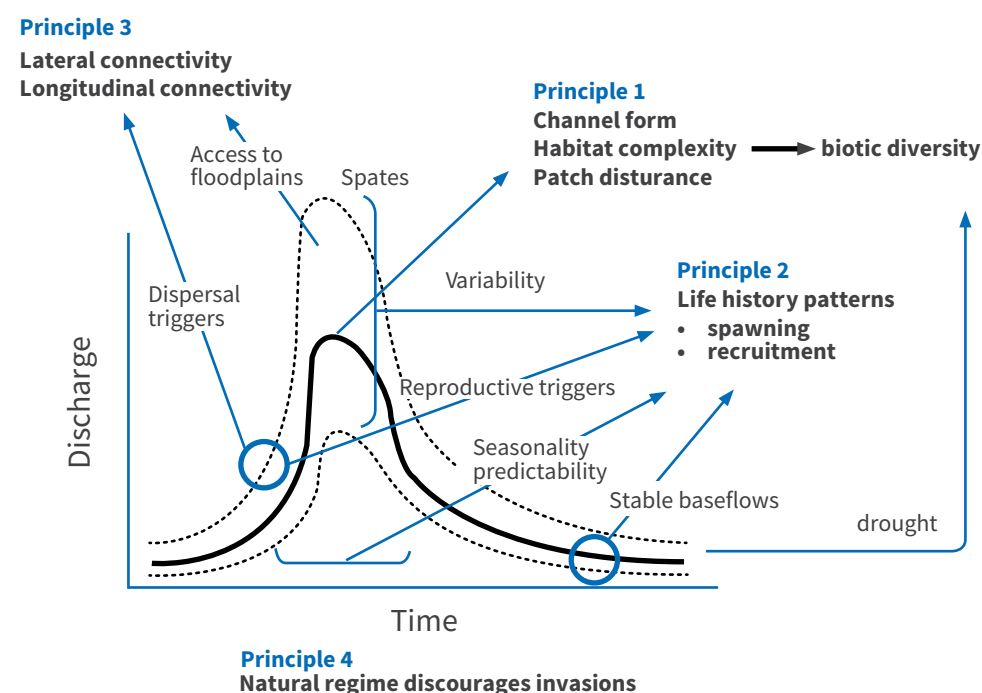 Principle 3
Lateral connectivity
Longitudinal connectivity
Principle 1
Channel form
Habitat complexity
biotic diversity
Patch disturance
Access to
floodplains
Spates
Variability
Principle 2
Life history patterns
• spawning
• recruitment
Dispersal
triggers
Discharge
Reproductive triggers
Seasonality
predictability
Stable baseflows
drought
Time
Principle 4
Natural regime discourages invasions